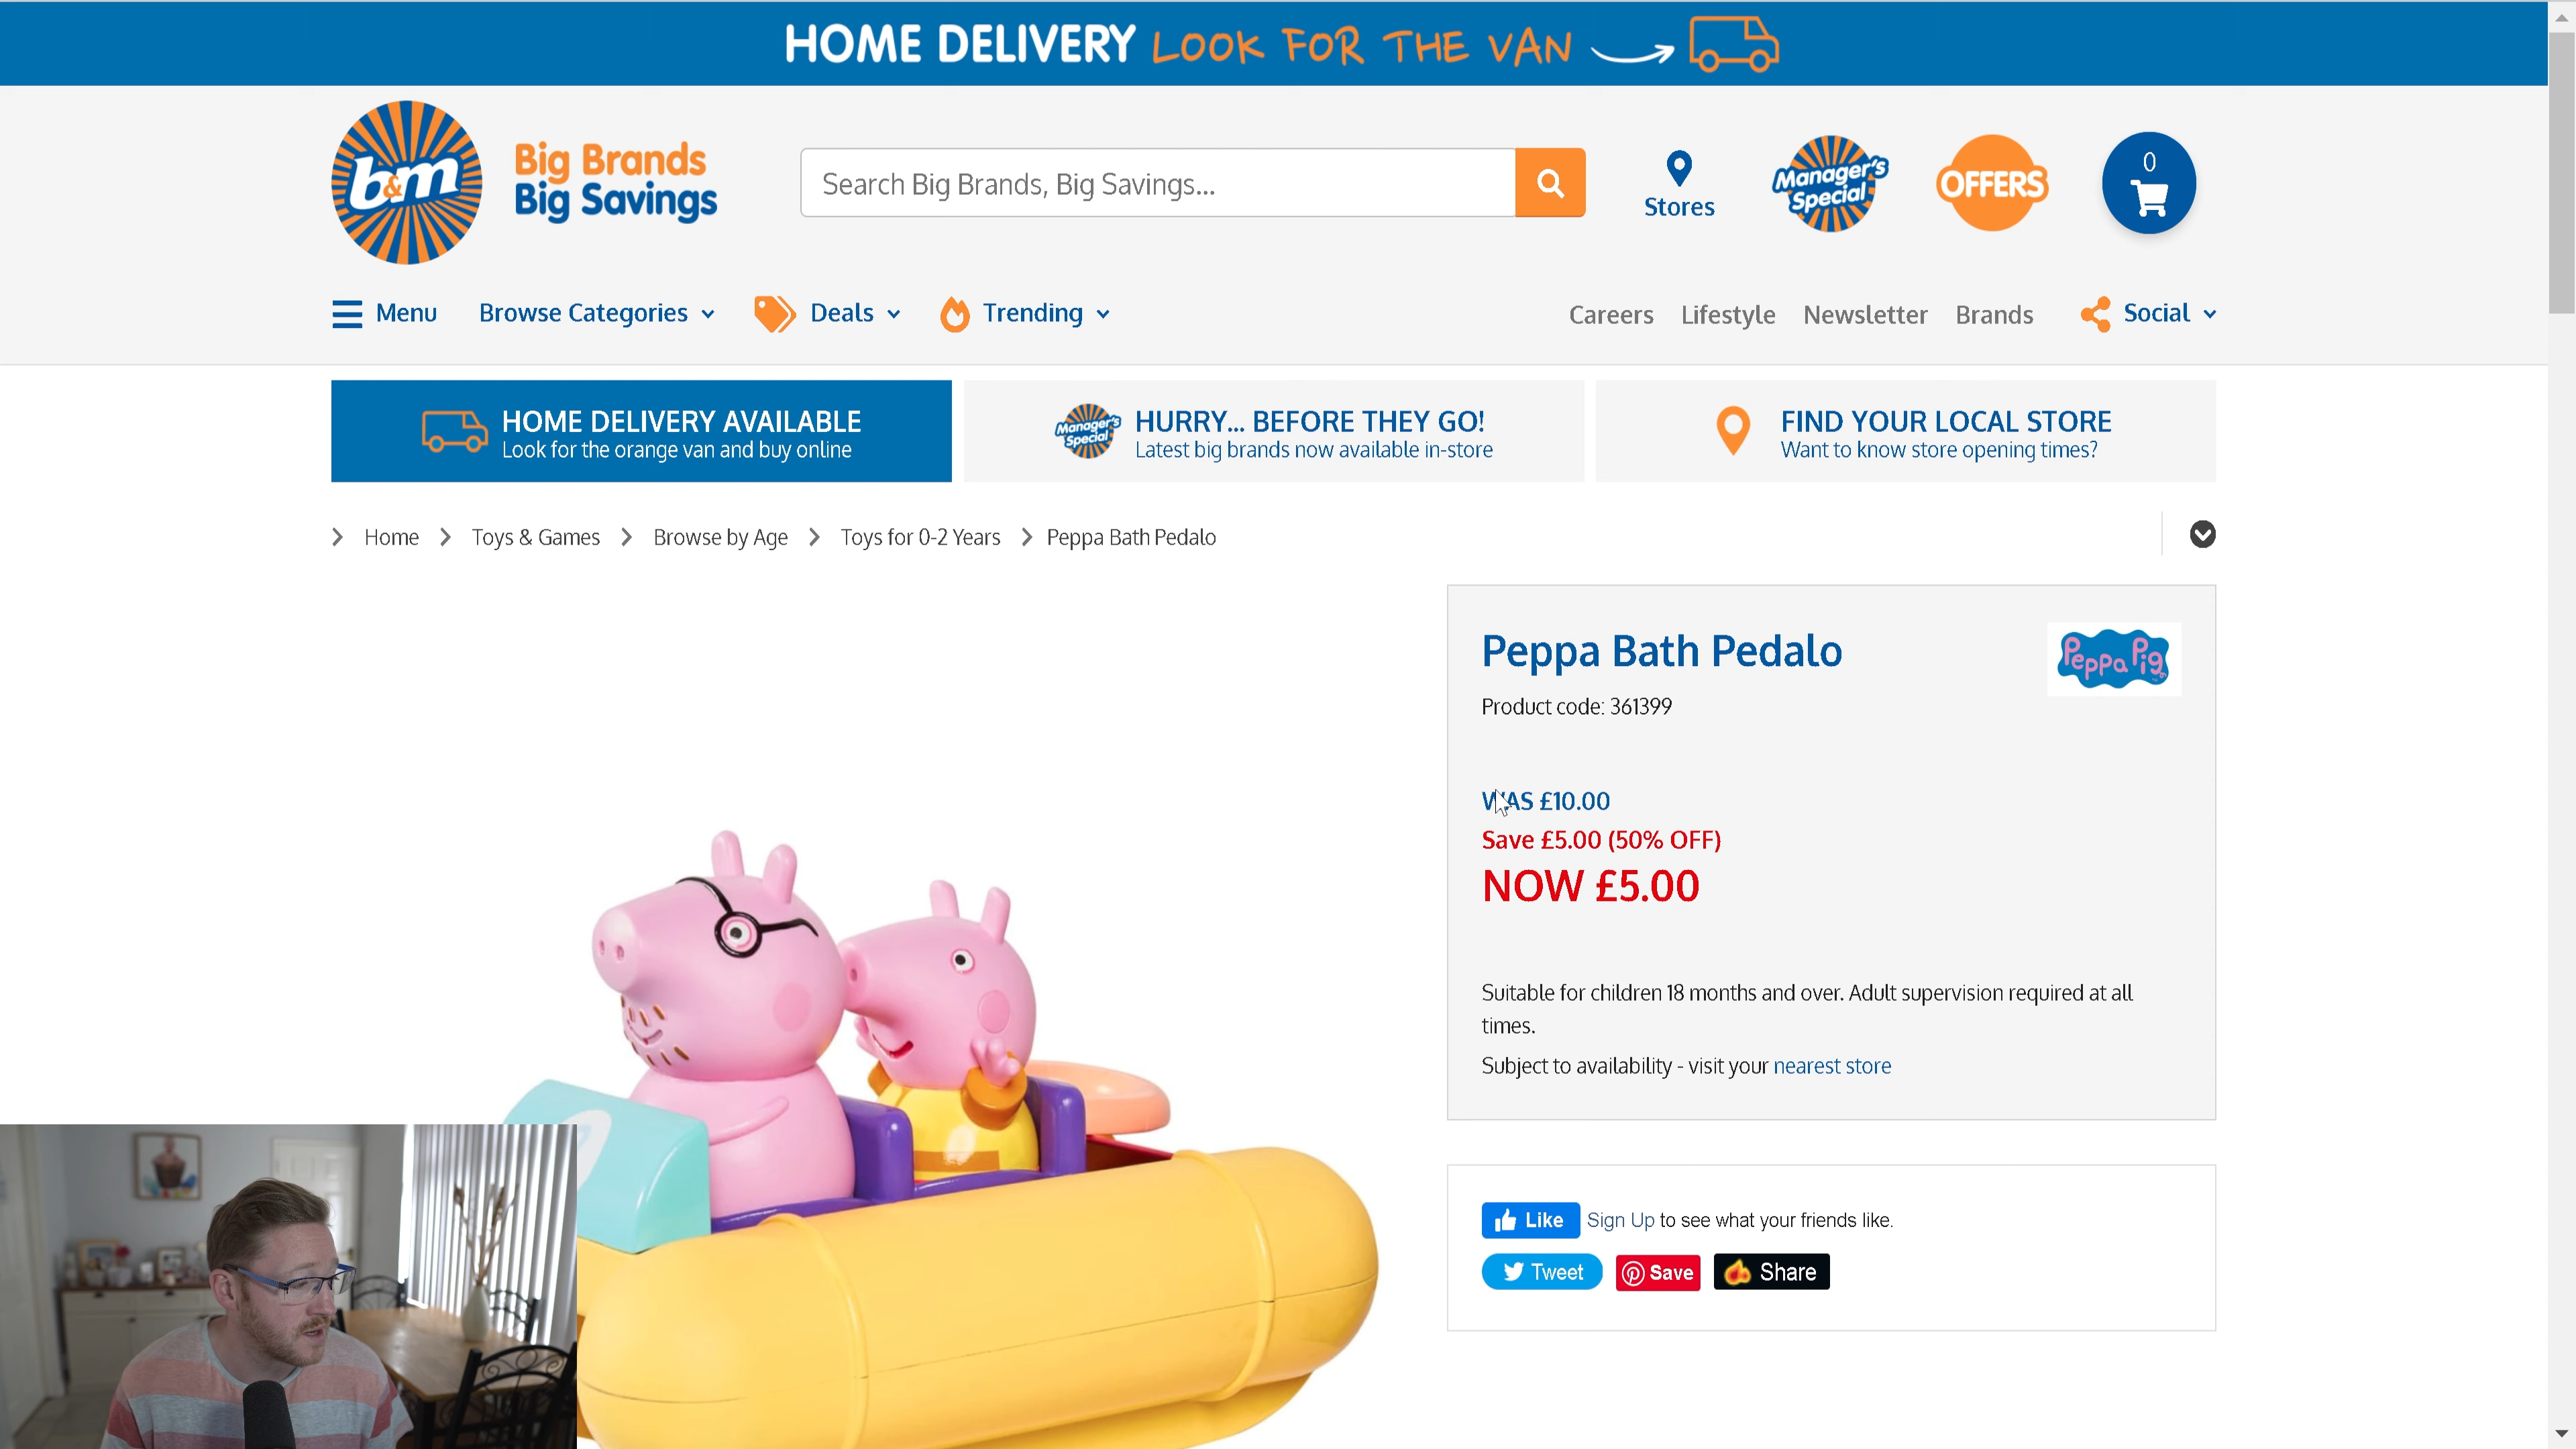 HOME DELIVERY LOOK FOR THE VAN
b&m
Big Brands
Big Savings
Search Big Brands, Big Savings...
Stores
Manager's
Special
OFFERS
0
Menu
Browse Categories
Deals
Trending
Careers
Lifestyle
Newsletter
Brands
Social
HOME DELIVERY AVAILABLE
Look for the orange van and buy online
Manager's
Special
HURRY... BEFORE THEY GO!
Latest big brands now available in-store
FIND YOUR LOCAL STORE
Want to know store opening times?
Home
Toys & Games
Browse by Age
Toys for 0-2 Years
Peppa Bath Pedalo
Peppa Bath Pedalo
Peppa Pig
Product code: 361399
WAS £10.00
Save £5.00 (50% OFF)
NOW £5.00
Suitable for children 18 months and over. Adult supervision required at all
times.
Subject to availability - visit your nearest store
Like
Sign Up to see what your friends like.
Tweet
Save
Share